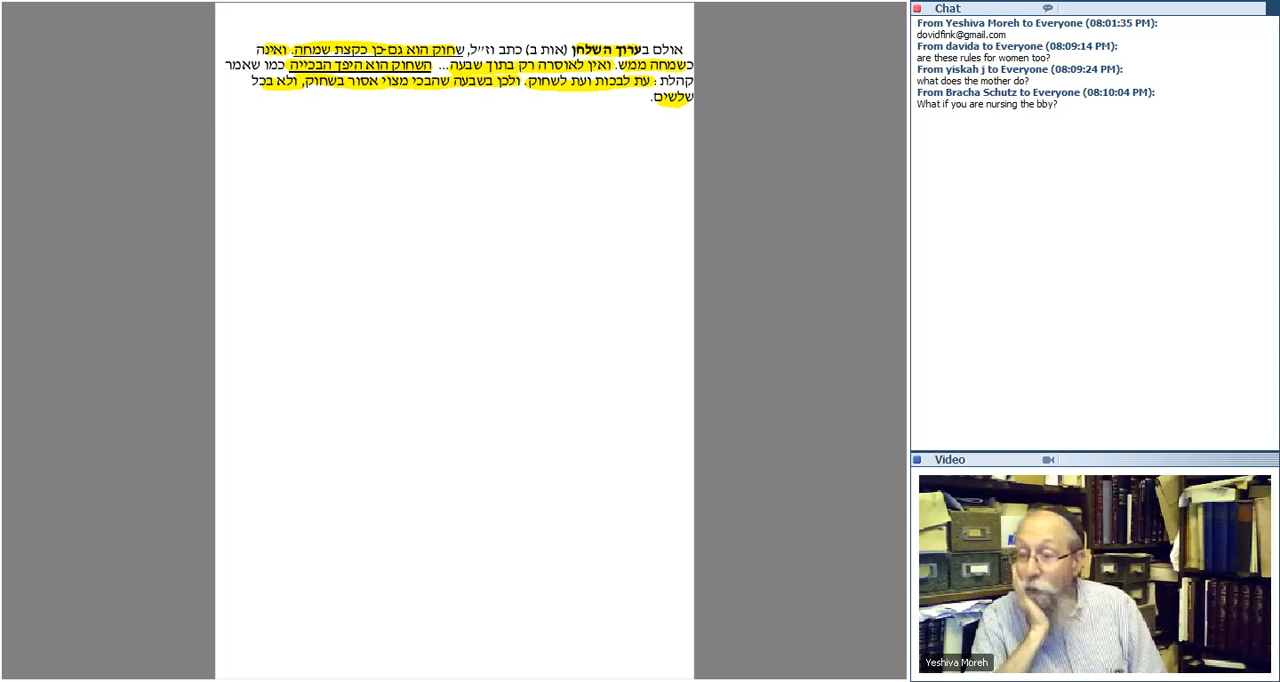 אולם בערוך השלחן (אות ב) כתב וז״ל, שחוק הוא גם-כן כקצת שמחה. ואינה
כשמחה ממש. ואין לאוסרה רק בתוך שבעה... השחוק הוא היפך הבכייה כמו שאמר
קהלת: עת לבכות ועת לשחוק. ולכן בשבעה שהבכי מצוי אסור בשחוק, ולא בכל
שלשים.
Chat
From Yeshiva Moreh to Everyone (08:01:35 PM):
dovidfink@gmail.com
From davida to Everyone (08:09:14 PM):
are these rules for women too?
From yiskah j to Everyone (08:09:24 PM):
what does the mother do?
From Bracha Schutz to Everyone (08:10:04 PM):
What if you are nursing the bby?
Video
Yeshiva Moreh